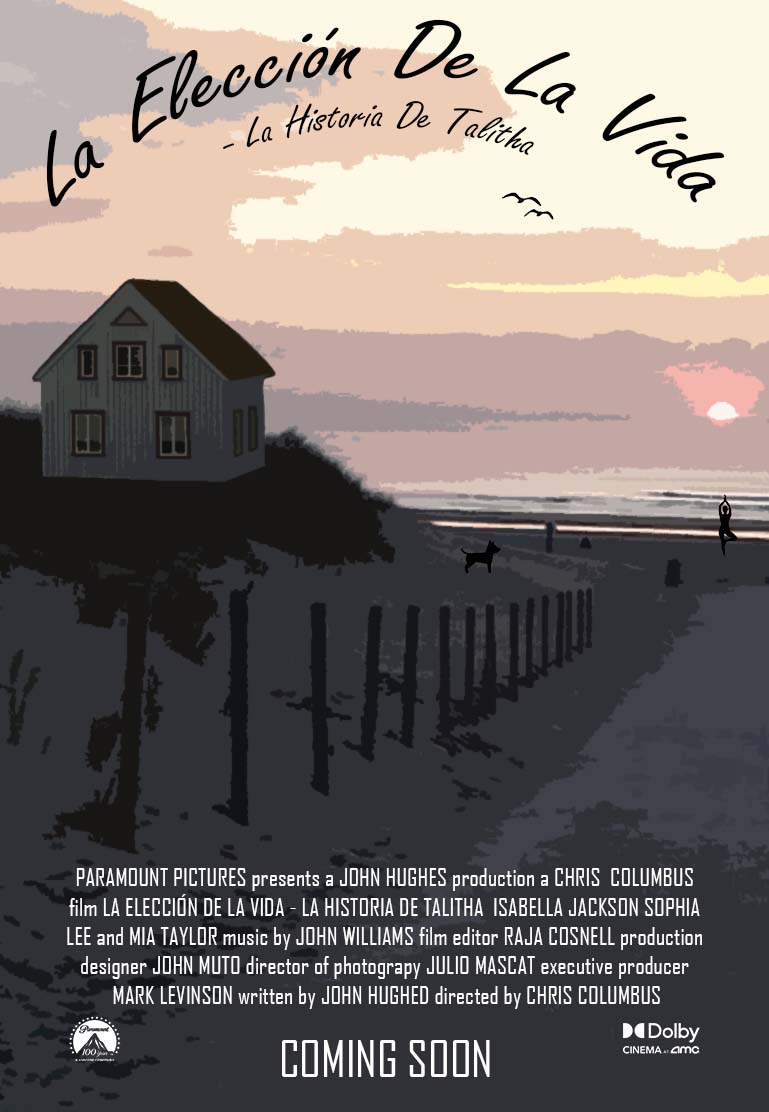 La Elección De La Vida
- La Historia De Talitha
PARAMOUNT PICTURES presents a JOHN HUGHES production a CHRIS COLUMBUS
film LA ELECCIÓN DE LA VIDA - LA HISTORIA DE TALITHA ISABELLA JACKSON SOPHIA
LEE and MIA TAYLOR music by JOHN WILLIAMS film editor RAJA COSNELL production
designer JOHN MUTO director of photograpy JULIO MASCAT executive producer
MARK LEVINSON written by JOHN HUGHED directed by CHRIS COLUMBUS
Paramount
100 Years
COMING SOON
Dolby
CINEMA AT amc